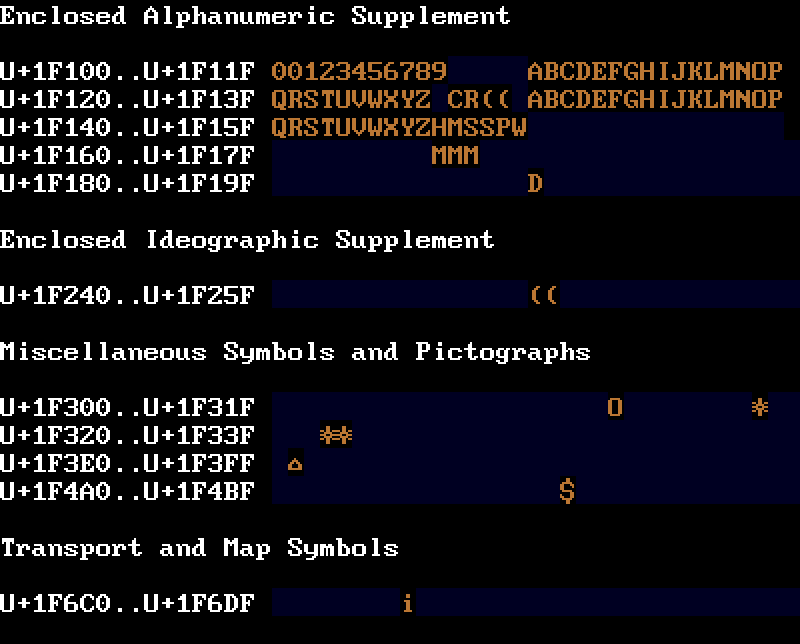 Enclosed Alphanumeric Supplement
U+1F100..U+1F11F 00123456789     ABCDEFGHIJKLMNOP
U+1F120..U+1F13F QRSTUVWXYZ CR(( ABCDEFGHIJKLMNOP
U+1F140..U+1F15F QRSTUVWXYZHMSSPW
U+1F160..U+1F17F           MMM
U+1F180..U+1F19F                 D
Enclosed Ideographic Supplement
U+1F240..U+1F25F                 ((
Miscellaneous Symbols and Pictographs
U+1F300..U+1F31F                      O        *
U+1F320..U+1F33F    **
U+1F3E0..U+1F3FF  ⌂
U+1F4A0..U+1F4BF                   $
Transport and Map Symbols
U+1F6C0..U+1F6DF         i